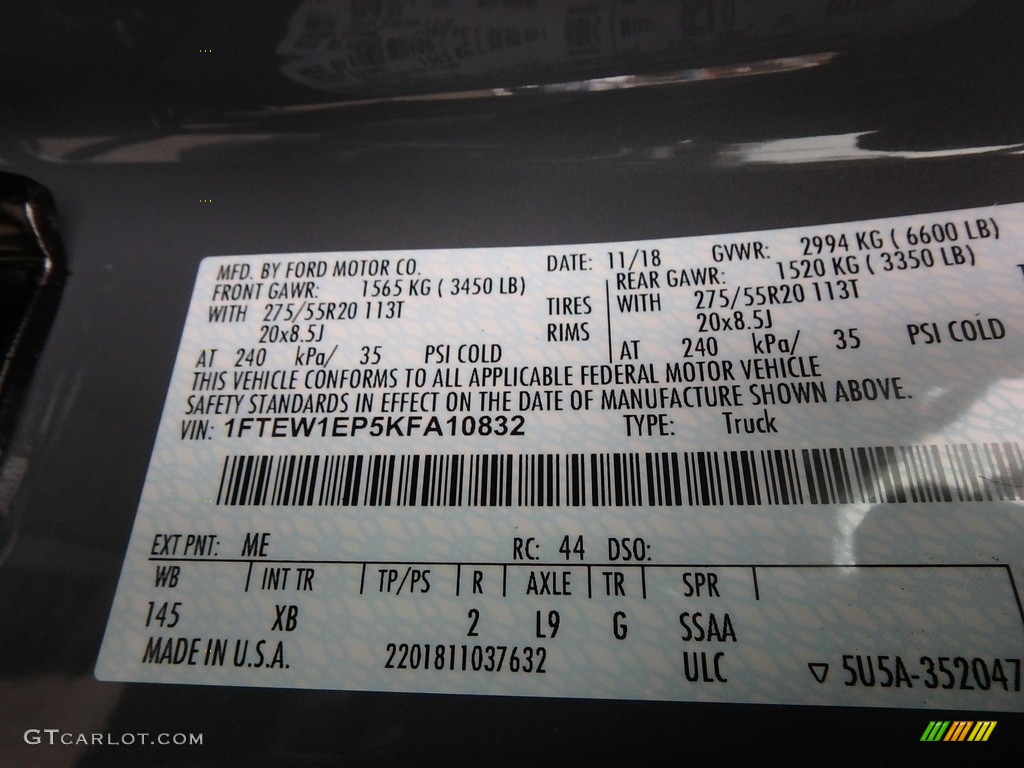 MFD. BY FORD MOTOR CO. DATE: 11/18 GVWR: 2994 KG ( 6600 LB)
FRONT GAWR: 1565 KG ( 3450 LB) REAR GAWR: 1520 KG ( 3350 LB)
WITH 275/55R20 113T TIRES WITH 275/55R20 113T
20x8.5J RIMS 20x8.5J
AT 240 kPa/ 35 PSI COLD AT 240 kPa/ 35 PSI COLD
THIS VEHICLE CONFORMS TO ALL APPLICABLE FEDERAL MOTOR VEHICLE
SAFETY STANDARDS IN EFFECT ON THE DATE OF MANUFACTURE SHOWN ABOVE.
VIN: 1FTEW1EP5KFA10832 TYPE: Truck
EXT PNT: ME RC: 44 DSO:
WB INT TR TP/PS R AXLE TR SPR
145 XB 2 L9 G SSAA
MADE IN U.S.A. 2201811037632 ULC ▽ 5U5A-352047
GTCARLOT.COM